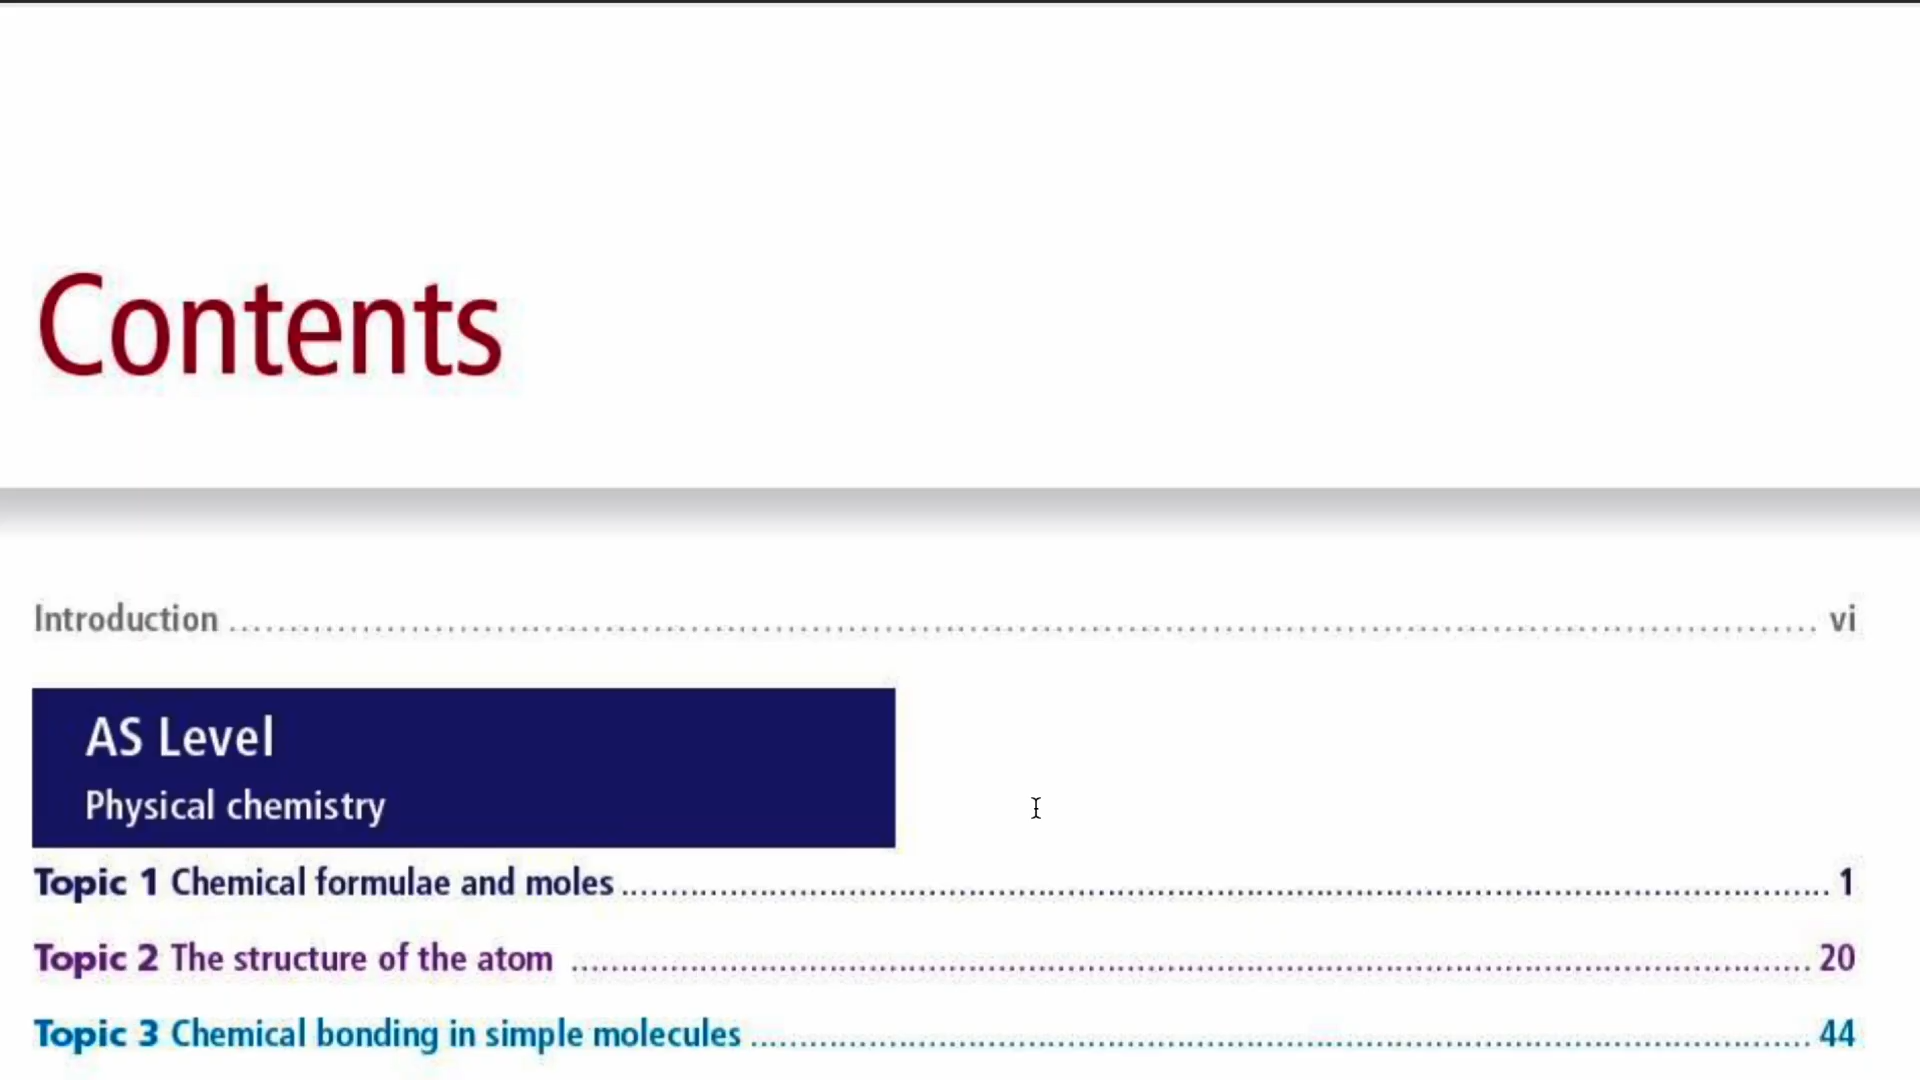 Contents
Introduction ........ vi
AS Level
Physical chemistry
Topic 1 Chemical formulae and moles ........ 1
Topic 2 The structure of the atom ........ 20
Topic 3 Chemical bonding in simple molecules ........ 44